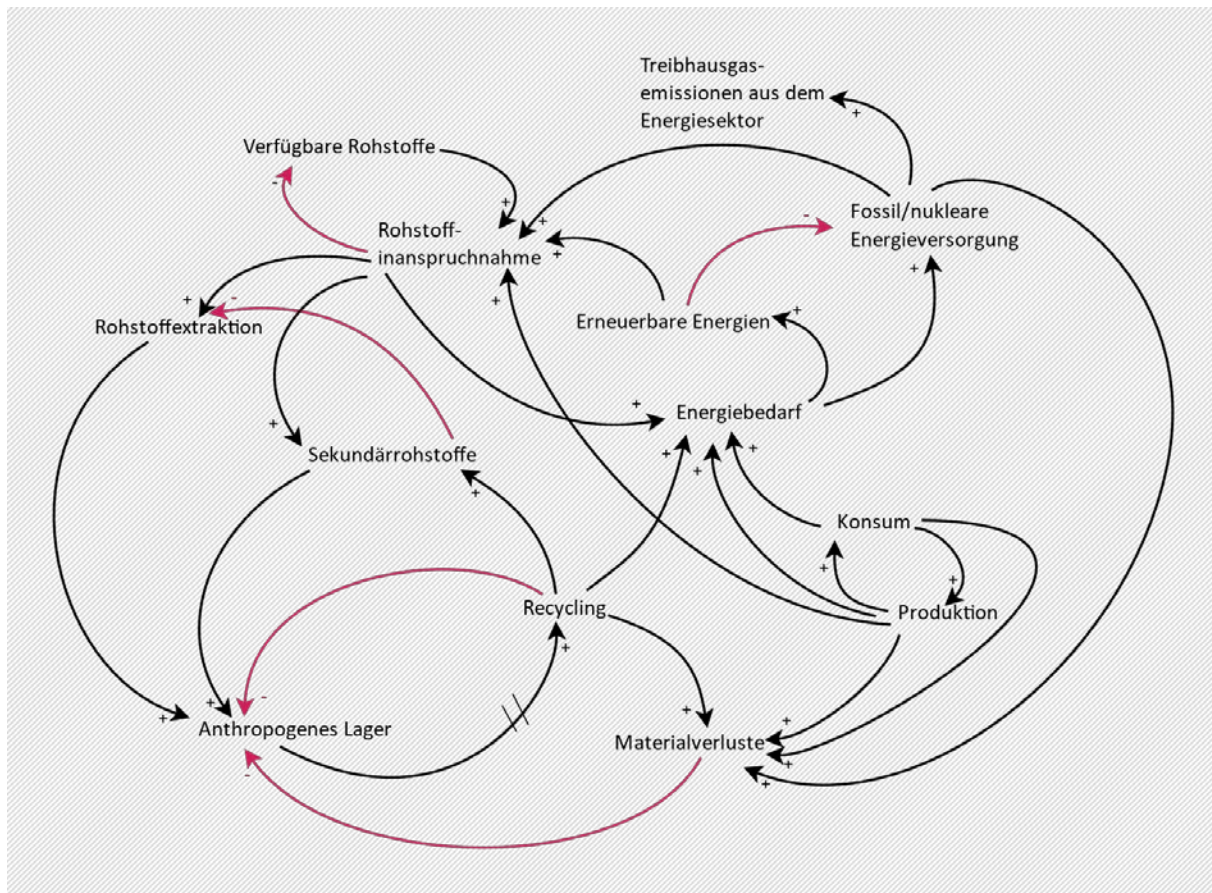 Treibhausgas-
emissionen aus dem
Energiesektor
+
Verfügbare Rohstoffe
-
+
Rohstoff-
inanspruchnahme
+
+
+
-
Fossil/nukleare
Energieversorgung
+
+
-
Rohstoffextraktion
Erneuerbare Energien
+
+
Energiebedarf
+
Sekundärrohstoffe
+
+
+
+
Konsum
+
+
Recycling
+
Produktion
-
+
+
Anthropogenes Lager
+
+
Materialverluste
+
-
+